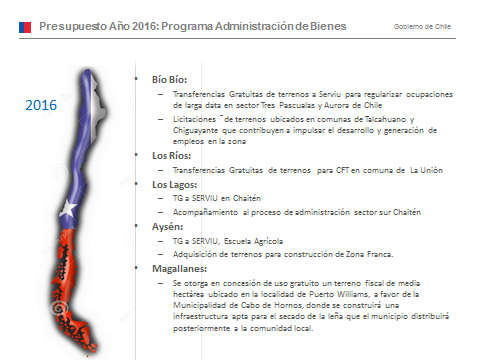 Presupuesto Año 2016: Programa Administración de Bienes
Gobierno de Chile
2016
• Bío Bío:
– Transferencias Gratuitas de terrenos a Serviu para regularizar ocupaciones
de larga data en sector Tres Pascualas y Aurora de Chile
– Licitaciones de terrenos ubicados en comunas de Talcahuano y
Chiguayante que contribuyen a impulsar el desarrollo y generación de
empleos en la zona
• Los Ríos:
– Transferencias Gratuitas de terrenos para CFT en comuna de La Unión
• Los Lagos:
– TG a SERVIU en Chaitén
– Acompañamiento al proceso de administración sector sur Chaitén
• Aysén:
– TG a SERVIU, Escuela Agrícola
– Adquisición de terrenos para construcción de Zona Franca.
• Magallanes:
– Se otorga en concesión de uso gratuito un terreno fiscal de media
hectárea ubicado en la localidad de Puerto Williams, a favor de la
Municipalidad de Cabo de Hornos, donde se construirá una
infraestructura apta para el secado de la leña que el municipio distribuirá
posteriormente a la comunidad local.